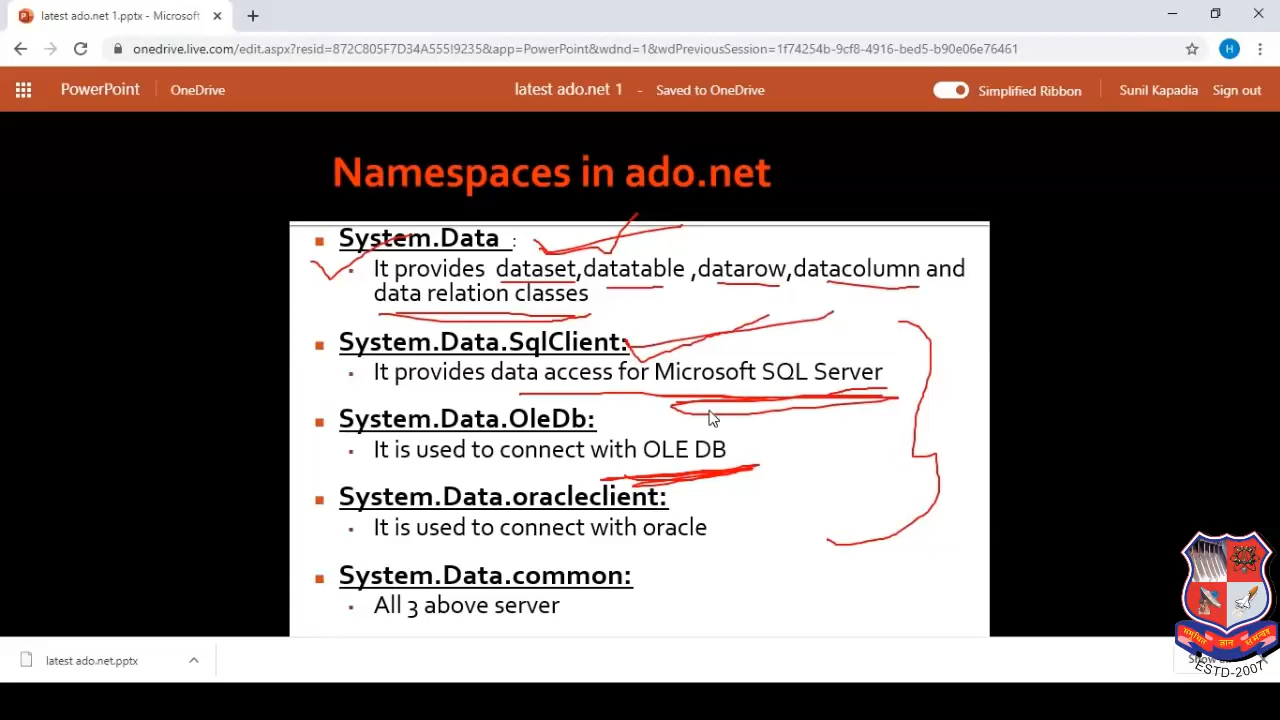 latest ado.net 1.pptx - Microsoft
onedrive.live.com/edit.aspx?resid=872C805F7D34A555!9235&app=PowerPoint&wdnd=1&wdPreviousSession=1f74254b-9cf8-4916-bed5-b90e06e76461
H
PowerPoint OneDrive latest ado.net 1 - Saved to OneDrive Simplified Ribbon Sunil Kapadia Sign out
Namespaces in ado.net
System.Data :
It provides dataset,datatable ,datarow,datacolumn and
data relation classes
System.Data.SqlClient:
It provides data access for Microsoft SQL Server
System.Data.OleDb:
It is used to connect with OLE DB
System.Data.oracleclient:
It is used to connect with oracle
System.Data.common:
All 3 above server
latest ado.net.pptx
ESTD-2007